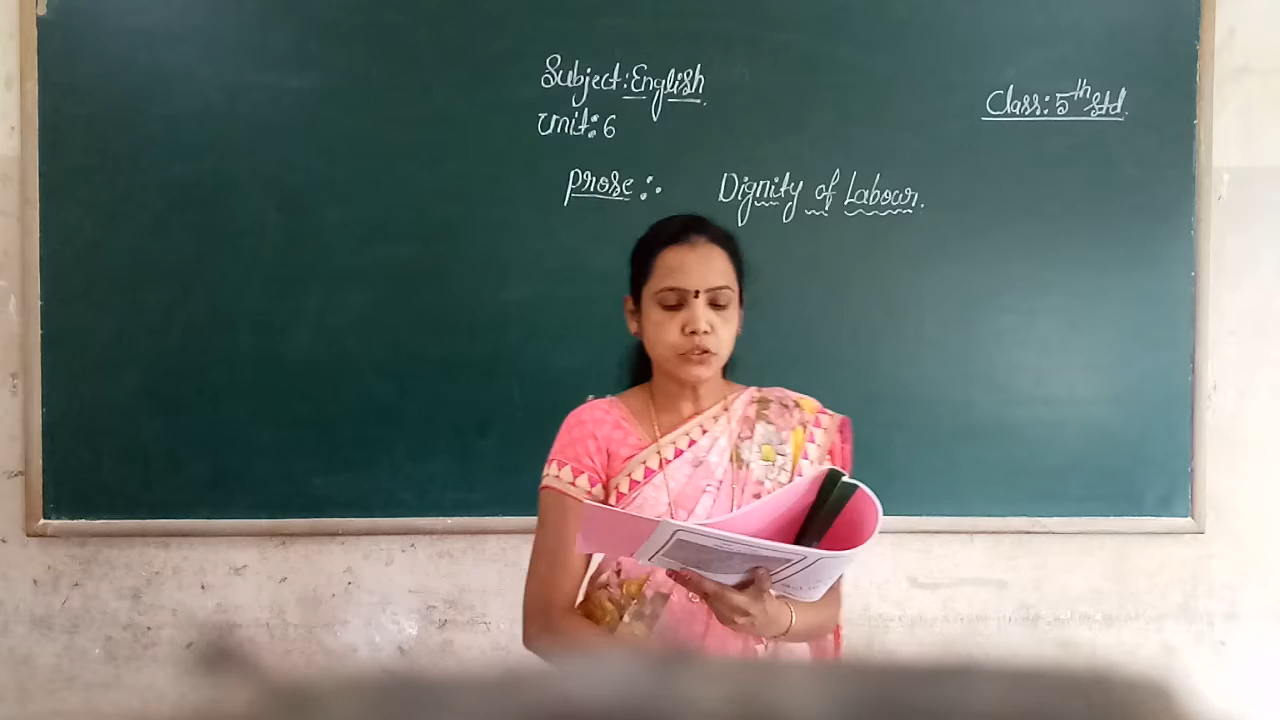 Subject: English.
Unit: 6
Class: 5th Std.
Prose :. Dignity of Labour.